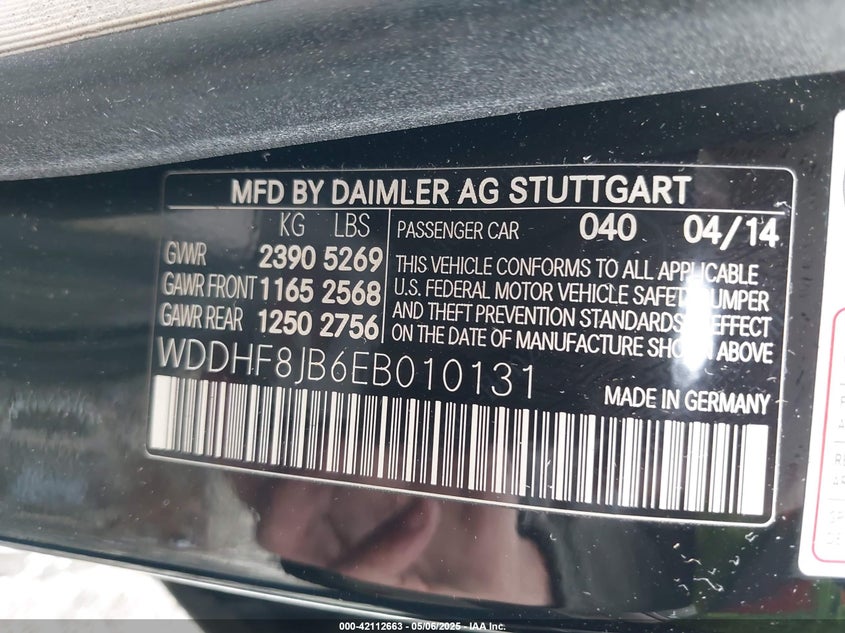 MFD BY DAIMLER AG STUTTGART
KG LBS
GVWR 2390 5269
GAWR FRONT 1165 2568
GAWR REAR 1250 2756
PASSENGER CAR 040 04/14
THIS VEHICLE CONFORMS TO ALL APPLICABLE
U.S. FEDERAL MOTOR VEHICLE SAFETY, BUMPER
AND THEFT PREVENTION STANDARDS IN EFFECT
ON THE DATE OF MANUFACTURE SHOWN ABOVE
WDDHF8JB6EB010131
MADE IN GERMANY
000-42112663 — 05/06/2025 — IAA Inc.